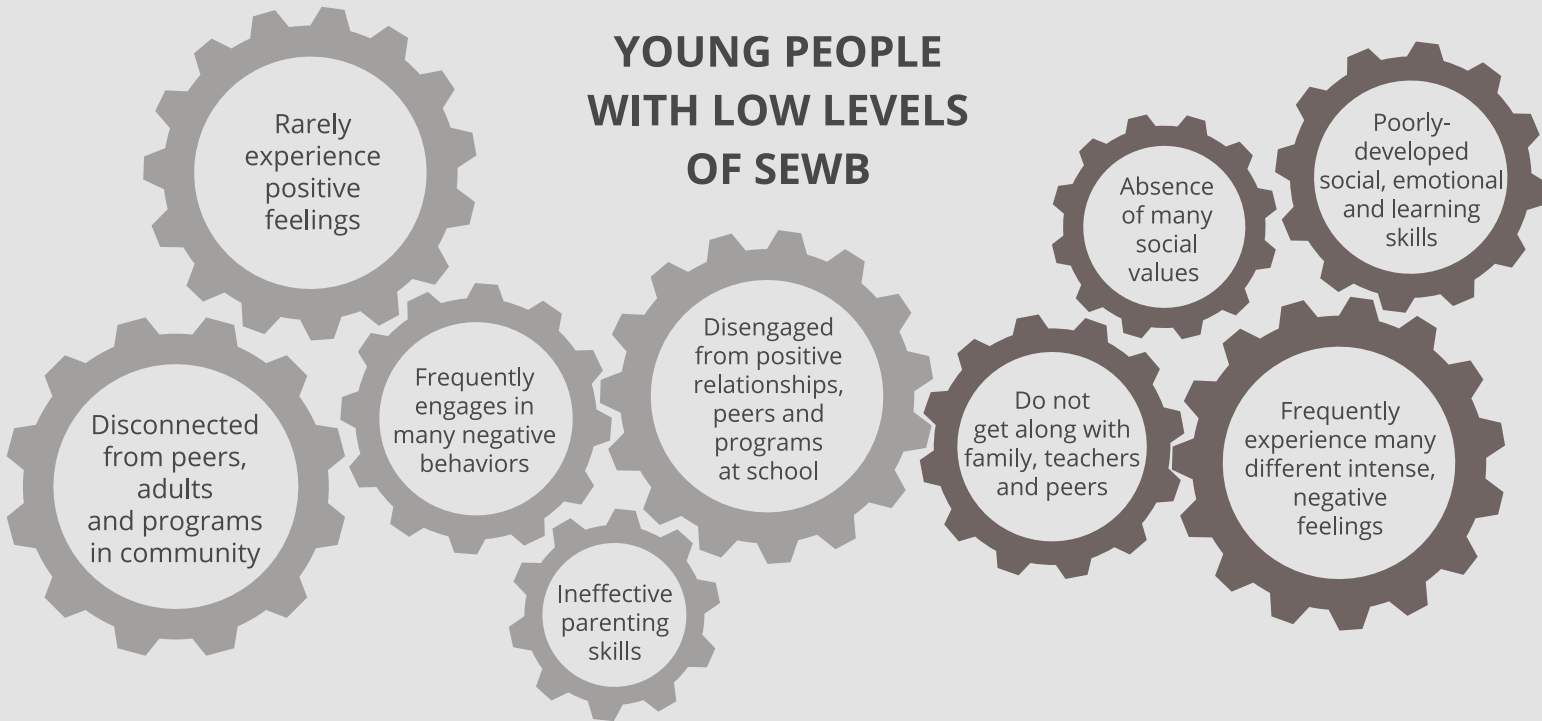 YOUNG PEOPLE
WITH LOW LEVELS
OF SEWB
Rarely
experience
positive
feelings
Disconnected
from peers,
adults
and programs
in community
Frequently
engages in
many negative
behaviors
Ineffective
parenting
skills
Disengaged
from positive
relationships,
peers and
programs
at school
Do not
get along with
family, teachers
and peers
Absence
of many
social
values
Poorly-
developed
social, emotional
and learning
skills
Frequently
experience many
different intense,
negative
feelings